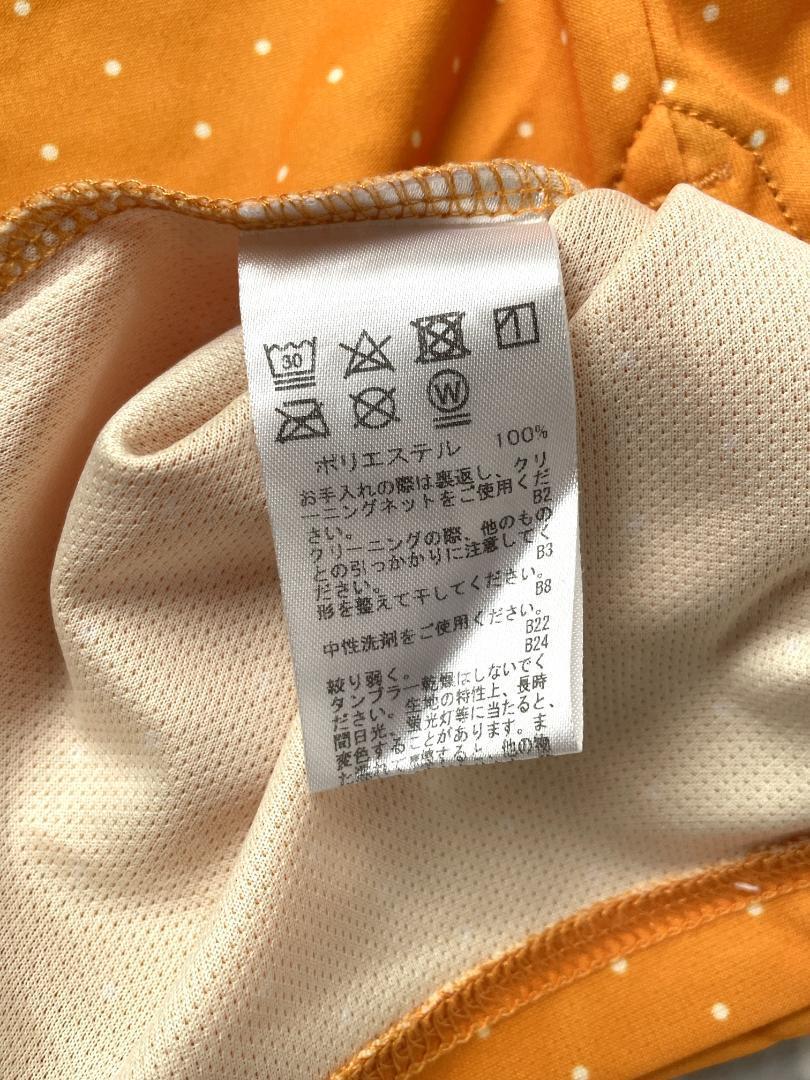 30
W
ポリエステル 100%
お手入れの際は裏返し、クリ
ーニングネットをご使用くだ
さい。 B2
クリーニングの際、他のもの
との引っかかりに注意してく
ださい。 B3
形を整えて干してください。
B8
中性洗剤をご使用ください。
B22
B24
絞り弱く。
タンブラー乾燥はしないでく
ださい。生地の特性上、長時
間日光、蛍光灯等に当たると、
変色することがあります。ま
他の物